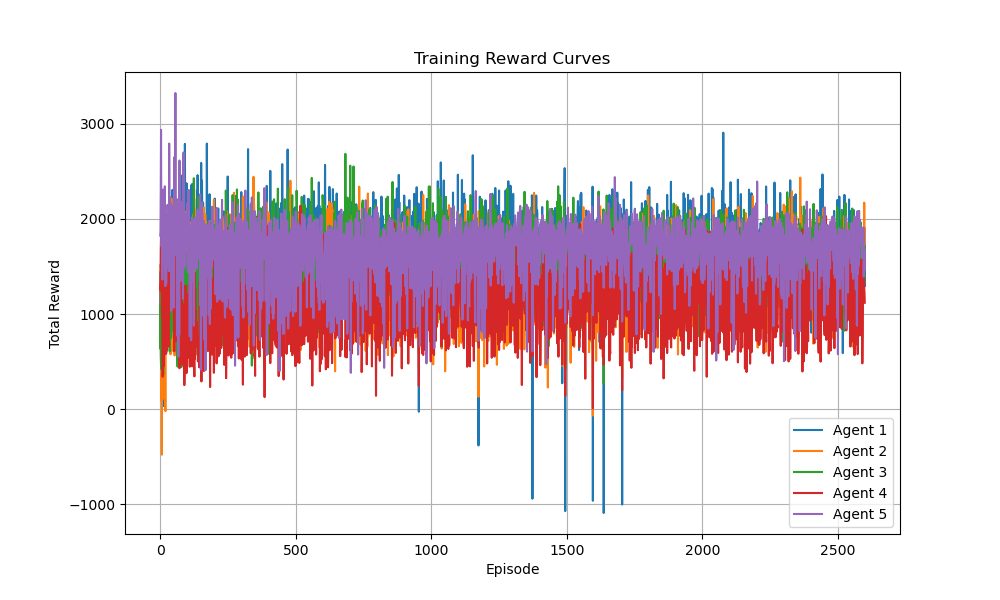 Training Reward Curves
Total Reward
3000
2000
1000
0
−1000
0 500 1000 1500 2000 2500
Episode
Agent 1
Agent 2
Agent 3
Agent 4
Agent 5